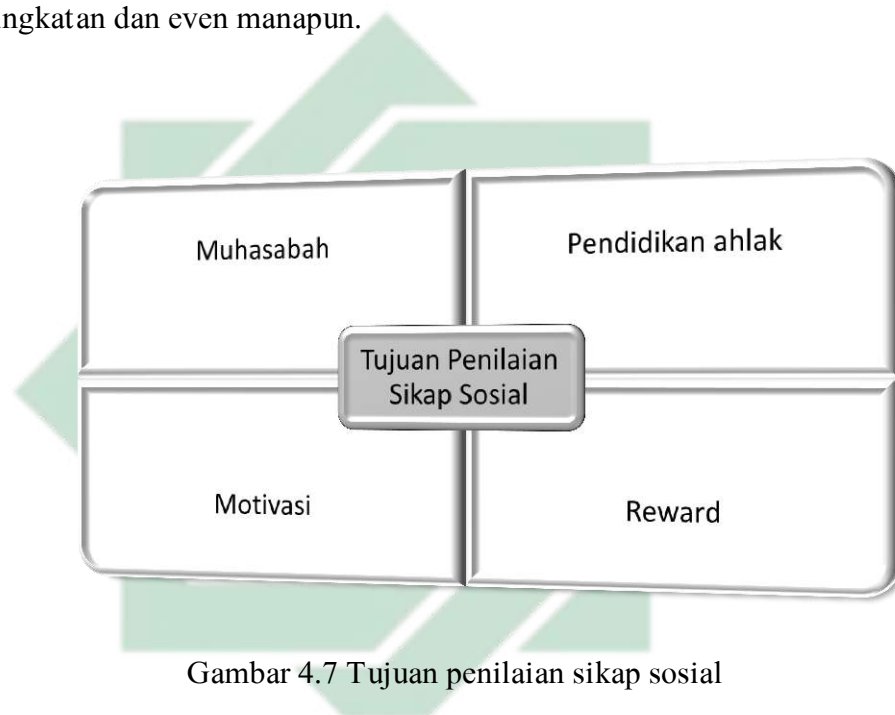 dan even manapun.
Muhasabah
Pendidikan ahlak
Tujuan Penilaian
Sikap Sosial
Motivasi
Reward
Gambar 4.7 Tujuan penilaian sikap sosial